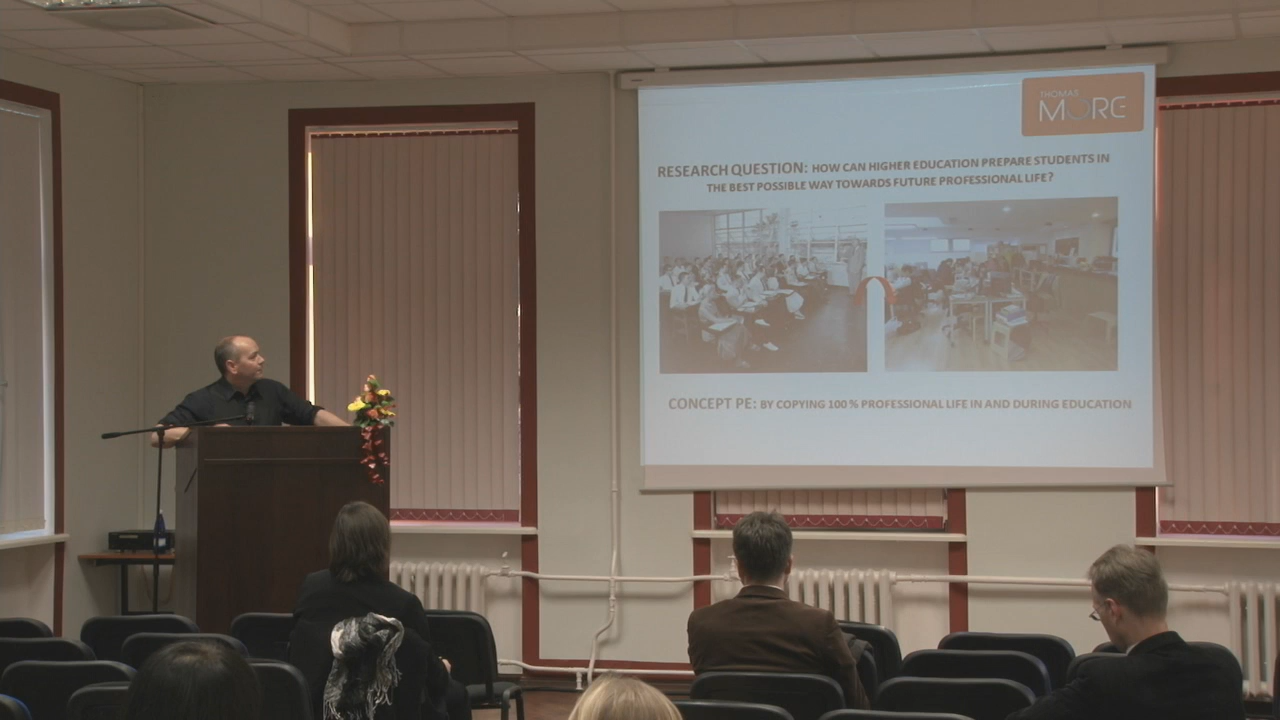 THOMAS
MORE
RESEARCH QUESTION: HOW CAN HIGHER EDUCATION PREPARE STUDENTS IN
THE BEST POSSIBLE WAY TOWARDS FUTURE PROFESSIONAL LIFE?
CONCEPT PE: BY COPYING 100 % PROFESSIONAL LIFE IN AND DURING EDUCATION